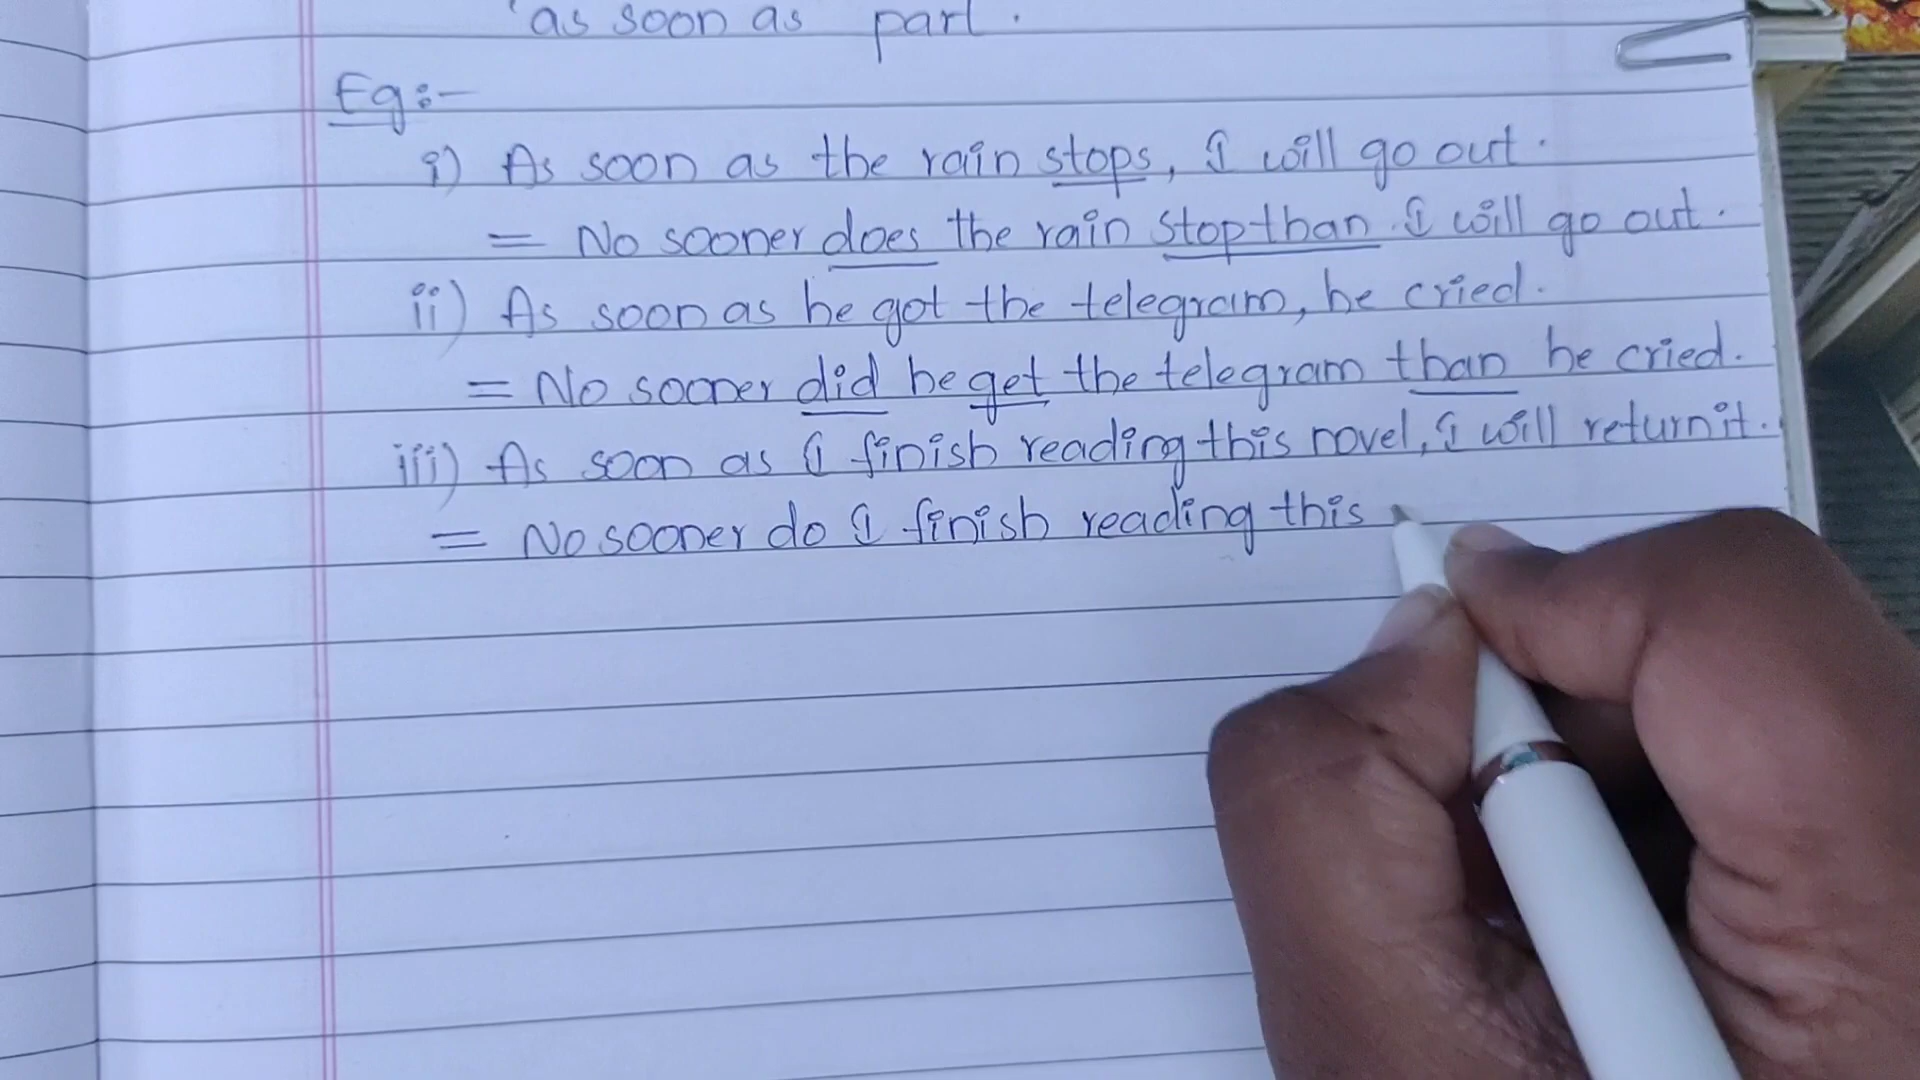 'as soon as part.
Eg:-
i) As soon as the rain stops, I will go out.
= No sooner does the rain stop than I will go out.
ii) As soon as he got the telegram, he cried.
= No sooner did he get the telegram than he cried.
iii) As soon as I finish reading this novel, I will return it.
= No sooner do I finish reading this